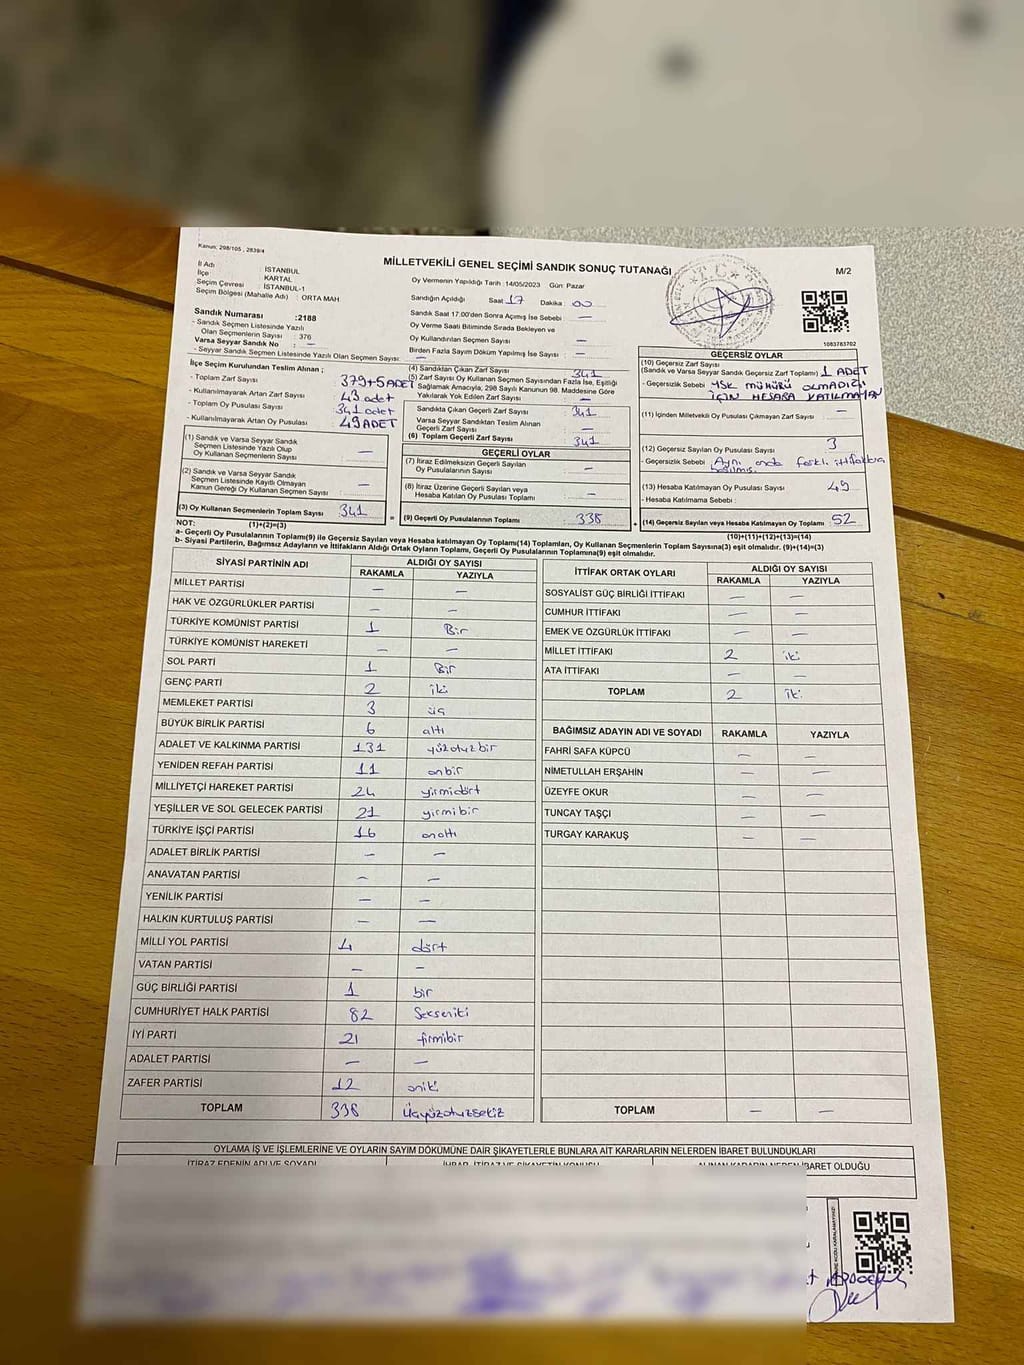 Kanun: 298/105 , 2839/4
MİLLETVEKİLİ GENEL SEÇİMİ SANDIK SONUÇ TUTANAĞI
M/2
İl Adı : İSTANBUL
İlçe : KARTAL
Seçim Çevresi : İSTANBUL-1
Seçim Bölgesi (Mahalle Adı) : ORTA MAH
Oy Vermenin Yapıldığı Tarih :14/05/2023 Gün: Pazar
Sandığın Açıldığı Saat 17 Dakika 00
Sandık Saat 17:00'den Sonra Açımış İse Sebebi —
Oy Verme Saati Bitiminde Sırada Bekleyen ve
Oy Kullandırılan Seçmen Sayısı —
Birden Fazla Sayım Döküm Yapılmış İse Sayısı —
T.C.
1083783702
Sandık Numarası :2188
- Sandık Seçmen Listesinde Yazılı
Olan Seçmenlerin Sayısı : 376
Varsa Seyyar Sandık No : —
- Seyyar Sandık Seçmen Listesinde Yazılı Olan Seçmen Sayısı: —
İlçe Seçim Kurulundan Teslim Alınan ;
- Toplam Zarf Sayısı 379+5 ADET
- Kullanılmayarak Artan Zarf Sayısı 43 adet
- Toplam Oy Pusulası Sayısı 341 adet
- Kullanılmayarak Artan Oy Pusulası 49 ADET
(1) Sandık ve Varsa Seyyar Sandık
Seçmen Listesinde Yazılı Olup
Oy Kullanan Seçmenlerin Sayısı —
(2) Sandık ve Varsa Seyyar Sandık
Seçmen Listesinde Kayıtlı Olmayan
Kanun Gereği Oy Kullanan Seçmen Sayısı —
(3) Oy Kullanan Seçmenlerin Toplam Sayısı 341
(4) Sandıktan Çıkan Zarf Sayısı 341
(5) Zarf Sayısı Oy Kullanan Seçmen Sayısından Fazla İse, Eşitliği
Sağlamak Amacıyla, 298 Sayılı Kanunun 98. Maddesine Göre
Yakılarak Yok Edilen Zarf Sayısı —
Sandıkta Çıkan Geçerli Zarf Sayısı 341
Varsa Seyyar Sandıktan Teslim Alınan
Geçerli Zarf Sayısı —
(6) Toplam Geçerli Zarf Sayısı 341
GEÇERLİ OYLAR
(7) İtiraz Edilmeksizin Geçerli Sayılan
Oy Pusulalarının Sayısı —
(8) İtiraz Üzerine Geçerli Sayılan veya
Hesaba Katılan Oy Pusulası Toplamı —
= (9) Geçerli Oy Pusulalarının Toplamı 338
GEÇERSİZ OYLAR
(10) Geçersiz Zarf Sayısı
(Sandık ve Varsa Seyyar Sandık Geçersiz Zarf Toplamı) 1 ADET
- Geçersizlik Sebebi YSK MÜHÜRÜ OLMADIĞI
İÇİN HESABA KATILMAYAN
(11) İçinden Milletvekili Oy Pusulası Çıkmayan Zarf Sayısı —
(12) Geçersiz Sayılan Oy Pusulası Sayısı 3
- Geçersizlik Sebebi Aynı anda farklı ittifaklara
basılmış.
(13) Hesaba Katılmayan Oy Pusulası Sayısı 49
- Hesaba Katılmama Sebebi :
+ (14) Geçersiz Sayılan veya Hesaba Katılmayan Oy Toplamı : 52
NOT: (1)+(2)=(3)
(10)+(11)+(12)+(13)=(14)
a- Geçerli Oy Pusulaları Toplamı(9) ile Geçersiz Sayılan veya Hesaba Katılmayan Oy Toplamı(14) Toplamları, Oy Kullanan Seçmenlerin Toplam Sayısına(3) eşit olmalıdır. (9)+(14)=(3)
b- Siyasi Partilerin, Bağımsız Adayların ve İttifakların Aldığı Ortak Oyların Toplamı, Geçerli Oy Pusulalarının Toplamına(9) eşit olmalıdır.
SİYASİ PARTİNİN ADI ALDIĞI OY SAYISI
RAKAMLA YAZIYLA
MİLLET PARTİSİ — —
HAK VE ÖZGÜRLÜKLER PARTİSİ — —
TÜRKİYE KOMÜNİST PARTİSİ 1 Bir
TÜRKİYE KOMÜNİST HAREKETİ — —
SOL PARTİ 1 Bir
GENÇ PARTİ 2 iki
MEMLEKET PARTİSİ 3 üç
BÜYÜK BİRLİK PARTİSİ 6 altı
ADALET VE KALKINMA PARTİSİ 131 yüzotuzbir
YENİDEN REFAH PARTİSİ 11 onbir
MİLLİYETÇİ HAREKET PARTİSİ 24 yirmidört
YEŞİLLER VE SOL GELECEK PARTİSİ 21 yirmibir
TÜRKİYE İŞÇİ PARTİSİ 16 onaltı
ADALET BİRLİK PARTİSİ — —
ANAVATAN PARTİSİ — —
YENİLİK PARTİSİ — —
HALKIN KURTULUŞ PARTİSİ — —
MİLLİ YOL PARTİSİ 4 dört
VATAN PARTİSİ — —
GÜÇ BİRLİĞİ PARTİSİ 1 bir
CUMHURİYET HALK PARTİSİ 82 Sekseniki
İYİ PARTİ 21 yirmibir
ADALET PARTİSİ — —
ZAFER PARTİSİ 12 oniki
TOPLAM 338 Üçyüzotuzsekiz
İTTİFAK ORTAK OYLARI ALDIĞI OY SAYISI
RAKAMLA YAZIYLA
SOSYALİST GÜÇ BİRLİĞİ İTTİFAKI — —
CUMHUR İTTİFAKI — —
EMEK VE ÖZGÜRLÜK İTTİFAKI — —
MİLLET İTTİFAKI 2 iki
ATA İTTİFAKI — —
TOPLAM 2 iki
BAĞIMSIZ ADAYIN ADI VE SOYADI RAKAMLA YAZIYLA
FAHRİ SAFA KÜPCÜ — —
NİMETULLAH ERŞAHİN — —
ÜZEYFE OKUR — —
TUNCAY TAŞÇI — —
TURGAY KARAKUŞ — —
TOPLAM — —
OYLAMA İŞ VE İŞLEMLERİNE VE OYLARIN SAYIM DÖKÜMÜNE DAİR ŞİKAYETLERLE BUNLARA AİT KARARLARIN NELERDEN İBARET BULUNDUKLARI
İTİRAZ EDENİN ADI VE SOYADI